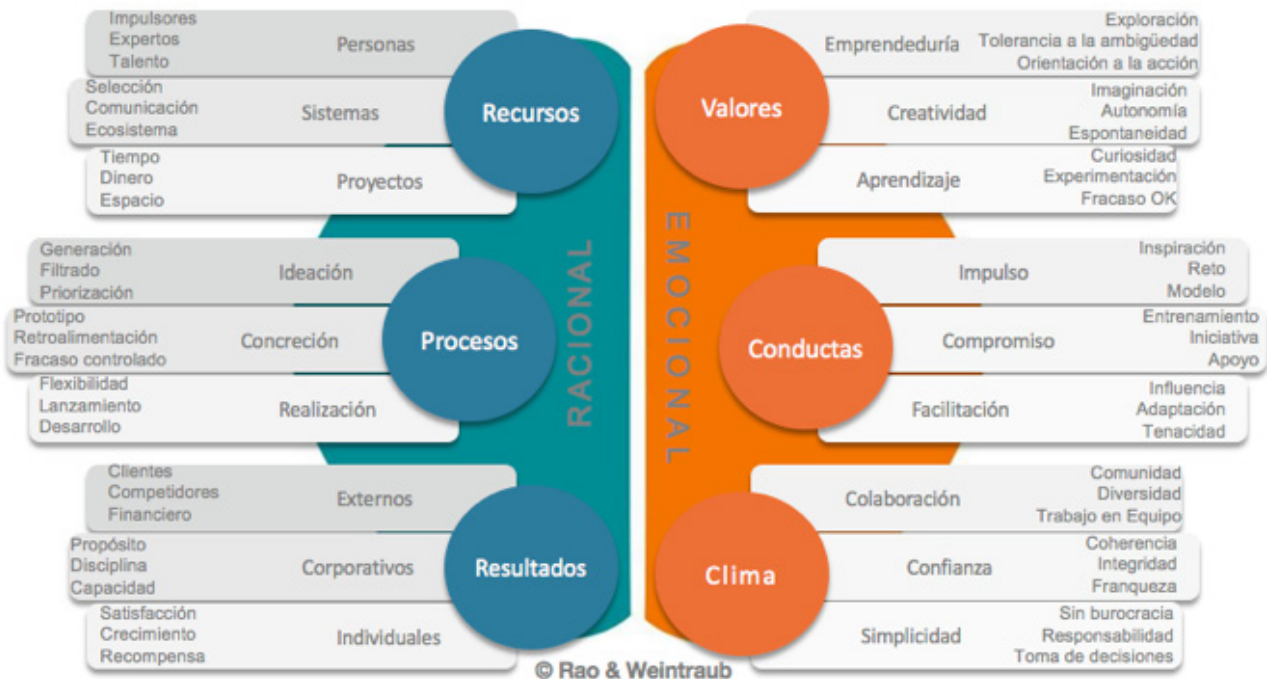 Impulsores
Expertos
Talento
Personas
Selección
Comunicación
Ecosistema
Sistemas
Tiempo
Dinero
Espacio
Proyectos
Recursos
Generación
Filtrado
Priorización
Ideación
Prototipo
Retroalimentación
Fracaso controlado
Concreción
Flexibilidad
Lanzamiento
Desarrollo
Realización
Procesos
Clientes
Competidores
Financiero
Externos
Propósito
Disciplina
Capacidad
Corporativos
Satisfacción
Crecimiento
Recompensa
Individuales
Resultados
RACIONAL
EMOCIONAL
Valores
Emprendeduría
Exploración
Tolerancia a la ambigüedad
Orientación a la acción
Creatividad
Imaginación
Autonomía
Espontaneidad
Aprendizaje
Curiosidad
Experimentación
Fracaso OK
Conductas
Impulso
Inspiración
Reto
Modelo
Compromiso
Entrenamiento
Iniciativa
Apoyo
Facilitación
Influencia
Adaptación
Tenacidad
Clima
Colaboración
Comunidad
Diversidad
Trabajo en Equipo
Confianza
Coherencia
Integridad
Franqueza
Simplicidad
Sin burocracia
Responsabilidad
Toma de decisiones
© Rao & Weintraub